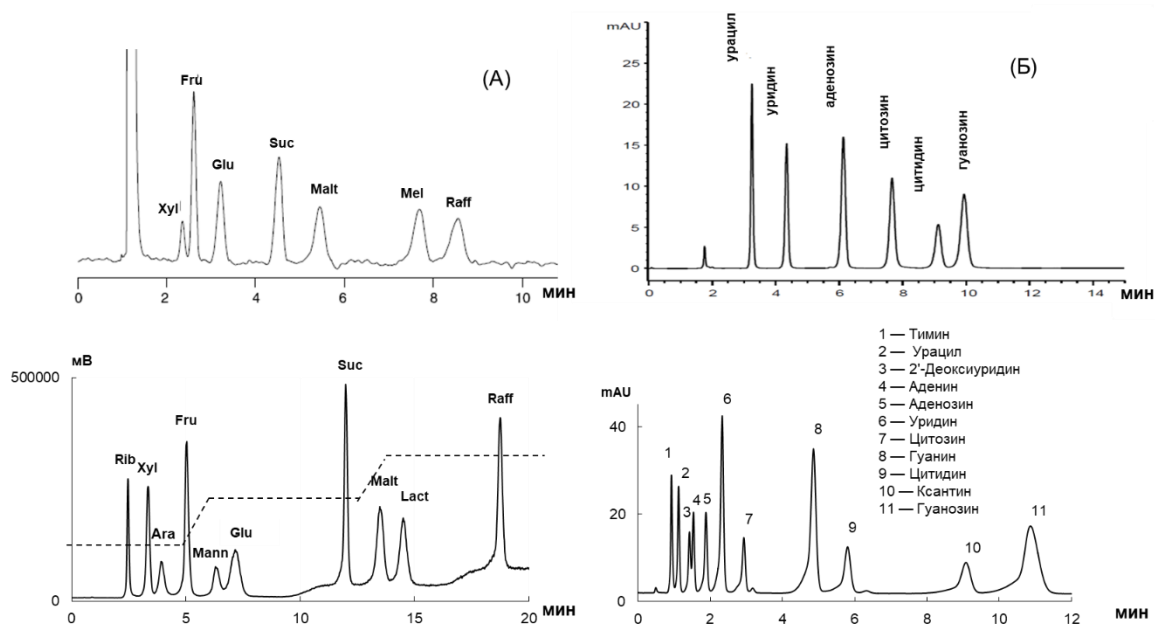 (А)
Fru
Glu
Suc
Malt
Xyl
Mel
Raff
0 2 4 6 8 10 мин
mAU
(Б)
25
20
15
10
5
0
урацил
уридин
аденозин
цитозин
цитидин
гуанозин
0 2 4 6 8 10 12 14 мин
мВ
500000
0
Rib
Xyl
Ara
Fru
Mann
Glu
Suc
Malt
Lact
Raff
0 5 10 15 20 мин
1 — Тимин
2 — Урацил
3 — 2'-Деоксиуридин
4 — Аденин
5 — Аденозин
6 — Уридин
7 — Цитозин
8 — Гуанин
9 — Цитидин
10 — Ксантин
11 — Гуанозин
mAU
40
20
0
1
2
3
4
5
6
7
8
9
10
11
0 2 4 6 8 10 12 мин